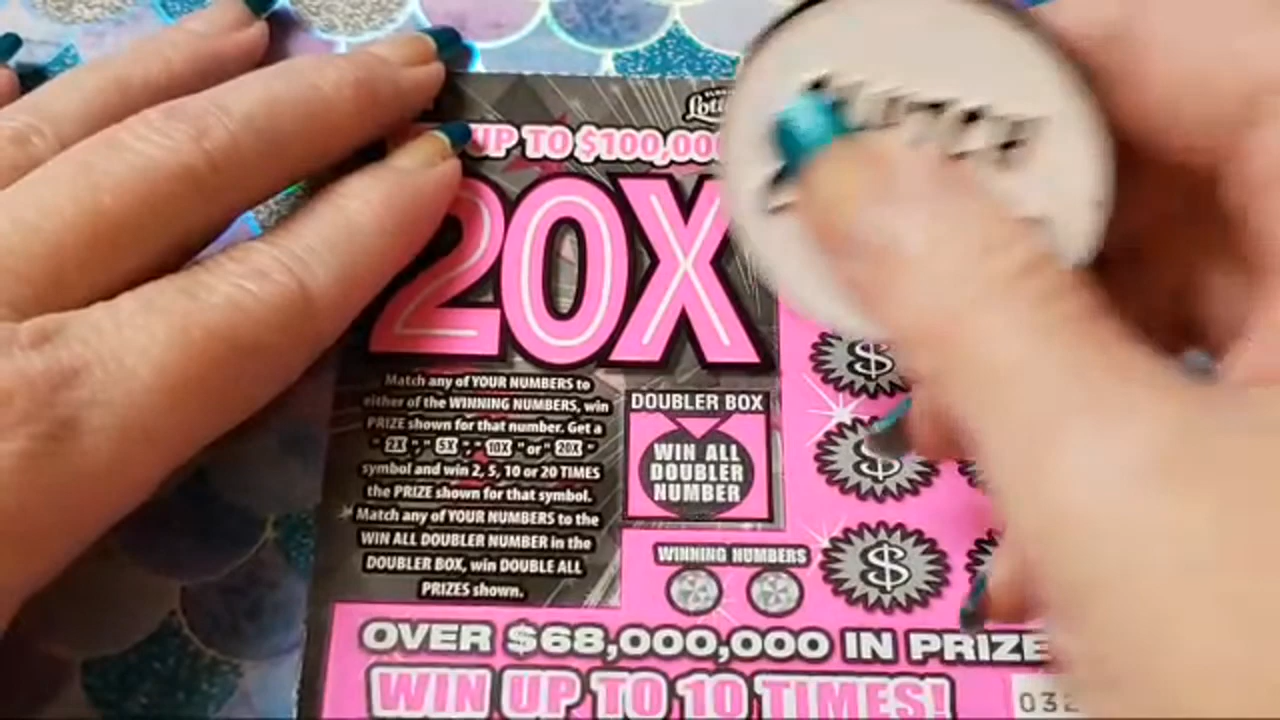 UP TO $100,00
20X
Match any of YOUR NUMBERS to
either of the WINNING NUMBERS, win
PRIZE shown for that number. Get a
"2X", "5X", "10X" or "20X"
symbol and win 2, 5, 10 or 20 TIMES
the PRIZE shown for that symbol.
Match any of YOUR NUMBERS to the
WIN ALL DOUBLER NUMBER in the
DOUBLER BOX, win DOUBLE ALL
PRIZES shown.
DOUBLER BOX
WIN ALL
DOUBLER
NUMBER
WINNING NUMBERS
$
$
$
OVER $68,000,000 IN PRIZE
WIN UP TO 10 TIMES!
032